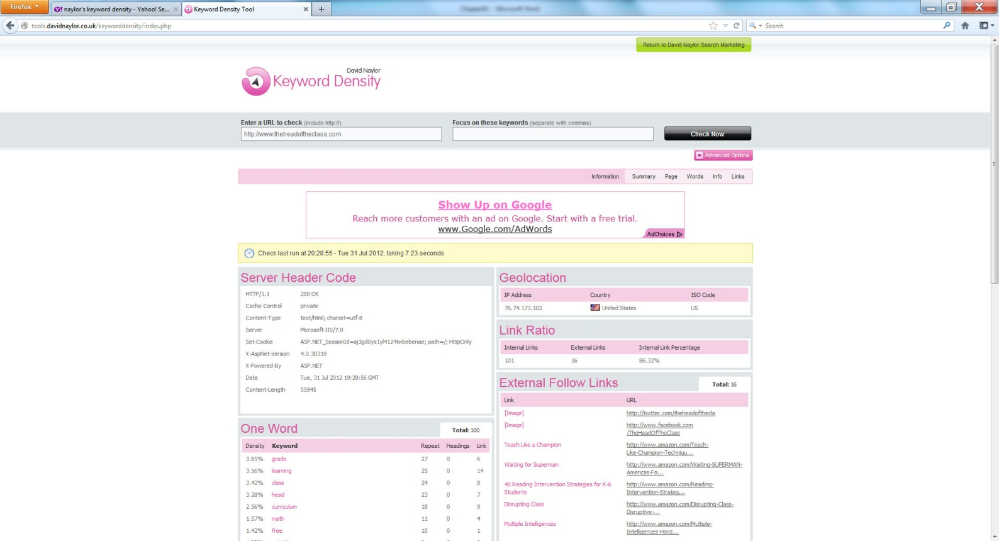 Firefox
naylor's keyword density - Yahoo! Se...
Keyword Density Tool
Chapter05 - Microsoft Word
tools.davidnaylor.co.uk/keyworddensity/index.php
Search
Return to David Naylor Search Marketing
David Naylor
Keyword Density
Enter a URL to check (include http://)
Focus on these keywords (separate with commas)
http://www.theheadoftheclass.com
Check Now
Advanced Options
Information Summary Page Words Info Links
Show Up on Google
Reach more customers with an ad on Google. Start with a free trial.
www.Google.com/AdWords
AdChoices
Check last run at 20:28:55 - Tue 31 Jul 2012, taking 7.23 seconds
Server Header Code
HTTP/1.1 200 OK
Cache-Control private
Content-Type text/html; charset=utf-8
Server Microsoft-IIS/7.0
Set-Cookie ASP.NET_SessionId=aj3gd0ys1yl4124twbebenae; path=/; HttpOnly
X-AspNet-Version 4.0.30319
X-Powered-By ASP.NET
Date Tue, 31 Jul 2012 19:28:56 GMT
Content-Length 55945
One Word
Total: 100
Density Keyword Repeat Headings Link
3.85% grade 27 0 6
3.56% learning 25 0 14
3.42% class 24 0 8
3.28% head 23 0 7
2.56% curriculum 18 0 9
1.57% math 11 0 4
1.42% free 10 0 1
Geolocation
IP Address Country ISO Code
76.74.173.102 United States US
Link Ratio
Internal Links External Links Internal Link Percentage
101 16 86.32%
External Follow Links
Total: 16
Link URL
[Image] http://twitter.com/theheadofthecla
[Image] http://www.facebook.com
/TheHeadOfTheClass
Teach Like a Champion http://www.amazon.com/Teach-
Like-Champion-Techniqu...
Waiting for Superman http://www.amazon.com/Waiting-SUPERMAN-
Americas-Fa...
40 Reading Intervention Strategies for K-6 http://www.amazon.com/Reading-
Students Intervention-Strateg...
Disrupting Class http://www.amazon.com/Disrupting-Class-
Disruptive-...
Multiple Intelligences http://www.amazon.com/Multiple-
Intelligences-Horiz...